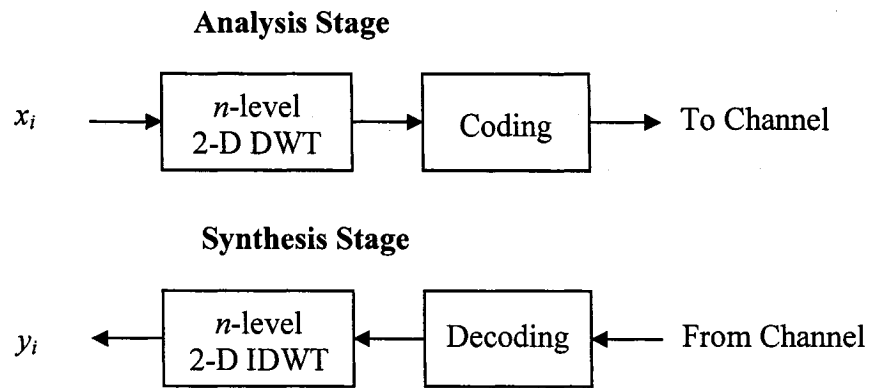 Analysis Stage
xi
n-level
2-D DWT
Coding
To Channel
Synthesis Stage
yi
n-level
2-D IDWT
Decoding
From Channel